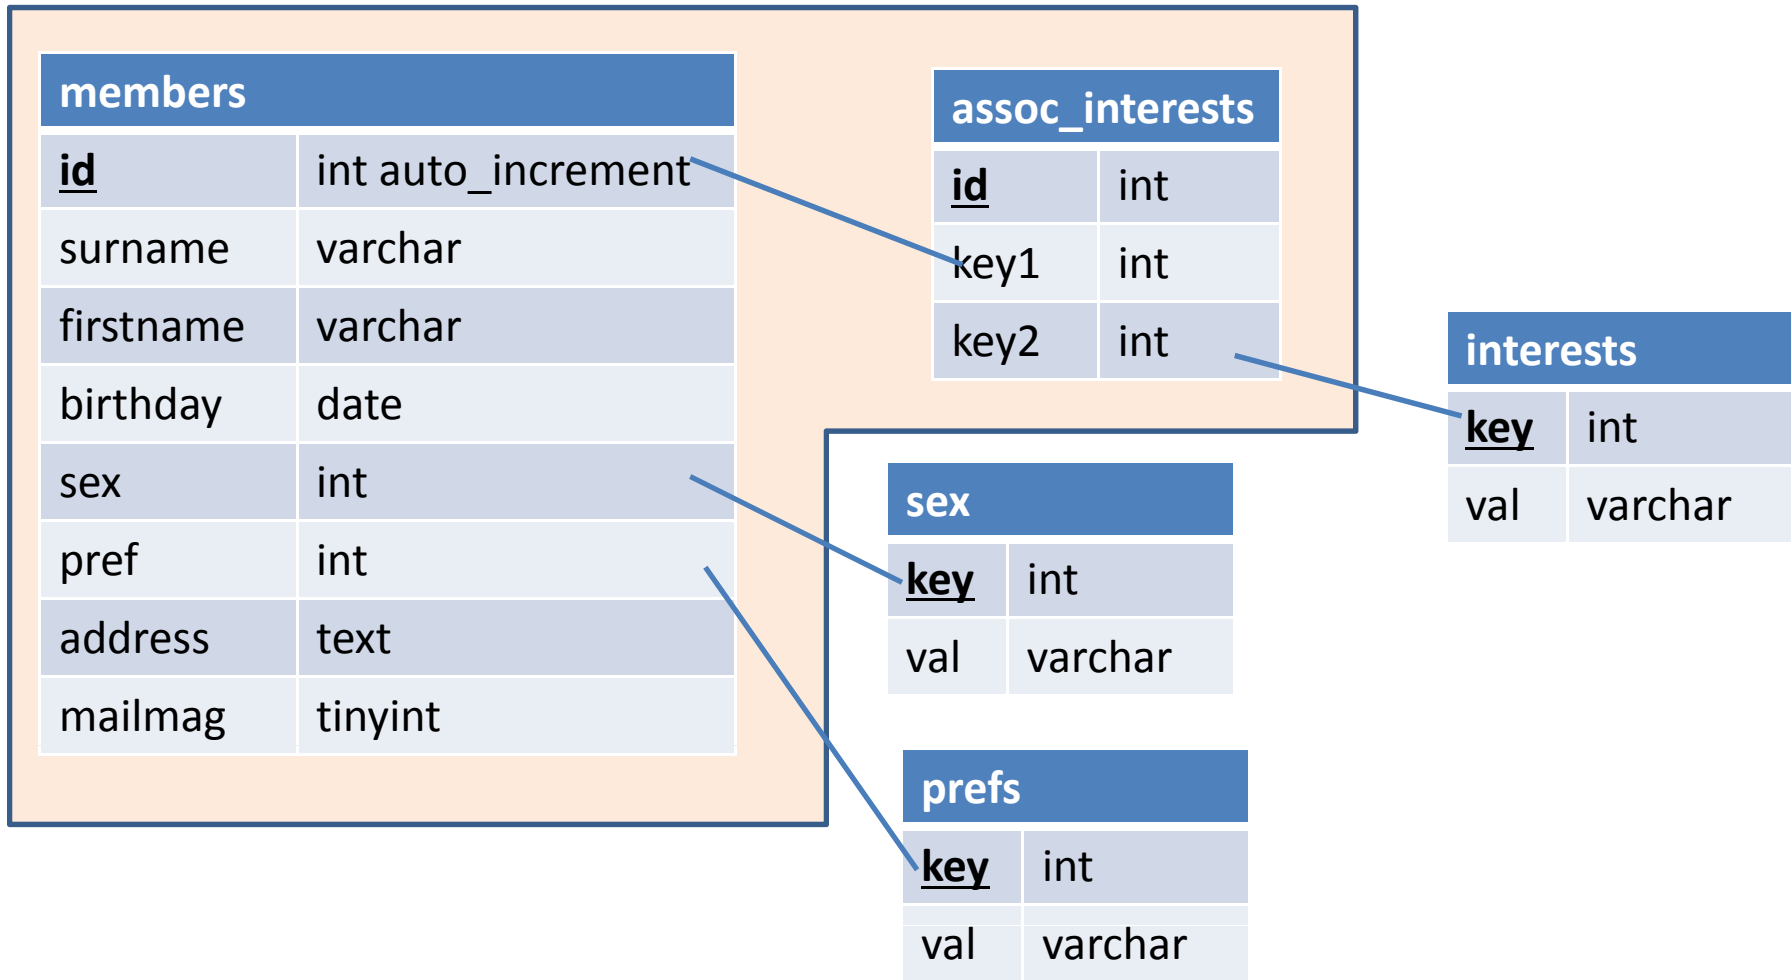 members
id int auto_increment
surname varchar
firstname varchar
birthday date
sex int
pref int
address text
mailmag tinyint
assoc_interests
id int
key1 int
key2 int
interests
key int
val varchar
sex
key int
val varchar
prefs
key int
val varchar